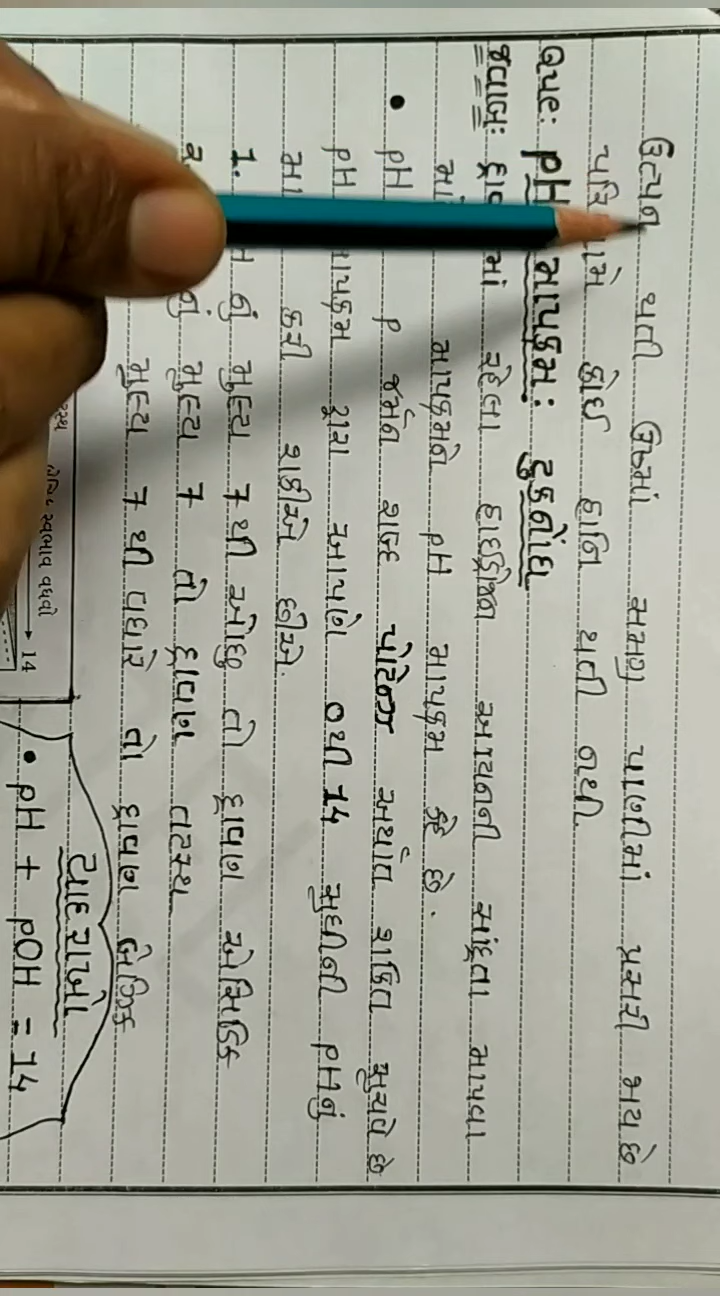 ઉત્પન થતી ઉષ્મા સમગ્ર પાણીમાં પ્રસરી જાય છે
કોઈ હાનિ થતી નથી.
Que: pH માપક્રમ: ટુકનોંધ
જવાબ: માં રહેલા હાઇડ્રોજન આયનની સાંદ્રતા માપવા
માપક્રમને pH માપક્રમ કહે છે.
• pH P જર્મન શબ્દ પોટેન્જ અર્થાત શકિત સુચવે છે
pH માપક્રમ દ્વારા આપણે 0 થી 14 સુધીની pHનું
કરી શકીએ છીએ.
1. નું મુલ્ય 7 થી ઓછુ તો દ્રાવણ એસિડિક
નું મુલ્ય 7 તો દ્રાવણ તટસ્થ
મુલ્ય 7 થી વધારે તો દ્રાવણ બેઝિક
યાદ રાખો
બેઝિક સ્વભાવ વધવો
14
• pH + pOH = 14